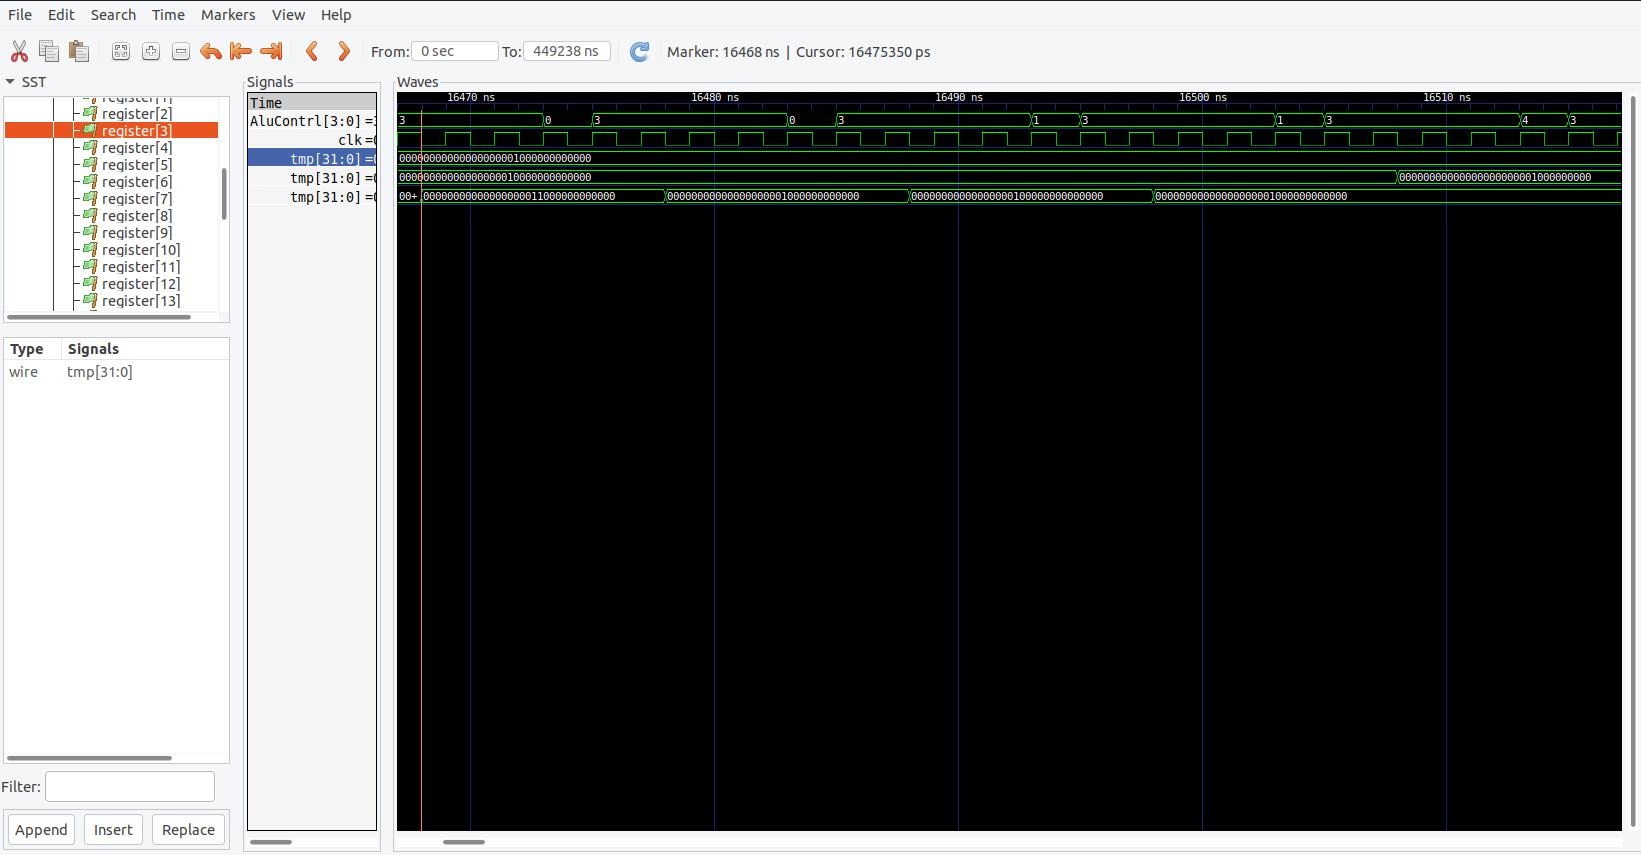 File Edit Search Time Markers View Help
From: 0 sec To: 449238 ns Marker: 16468 ns | Cursor: 16475350 ps
SST
register[1]
register[2]
register[3]
register[4]
register[5]
register[6]
register[7]
register[8]
register[9]
register[10]
register[11]
register[12]
register[13]
Type Signals
wire tmp[31:0]
Filter:
Append Insert Replace
Signals
Time
AluContrl[3:0] =3
clk =0
tmp[31:0] =0
tmp[31:0] =0
tmp[31:0] =0
Waves
16470 ns 16480 ns 16490 ns 16500 ns 16510 ns
3 0 3 0 3 1 3 1 3 4 3
00000000000000000001000000000000
00000000000000000010000000000000 00000000000000000000001000000000
00+ 00000000000000000011000000000000 00000000000000000001000000000000 00000000000000000100000000000000 00000000000000000001000000000000